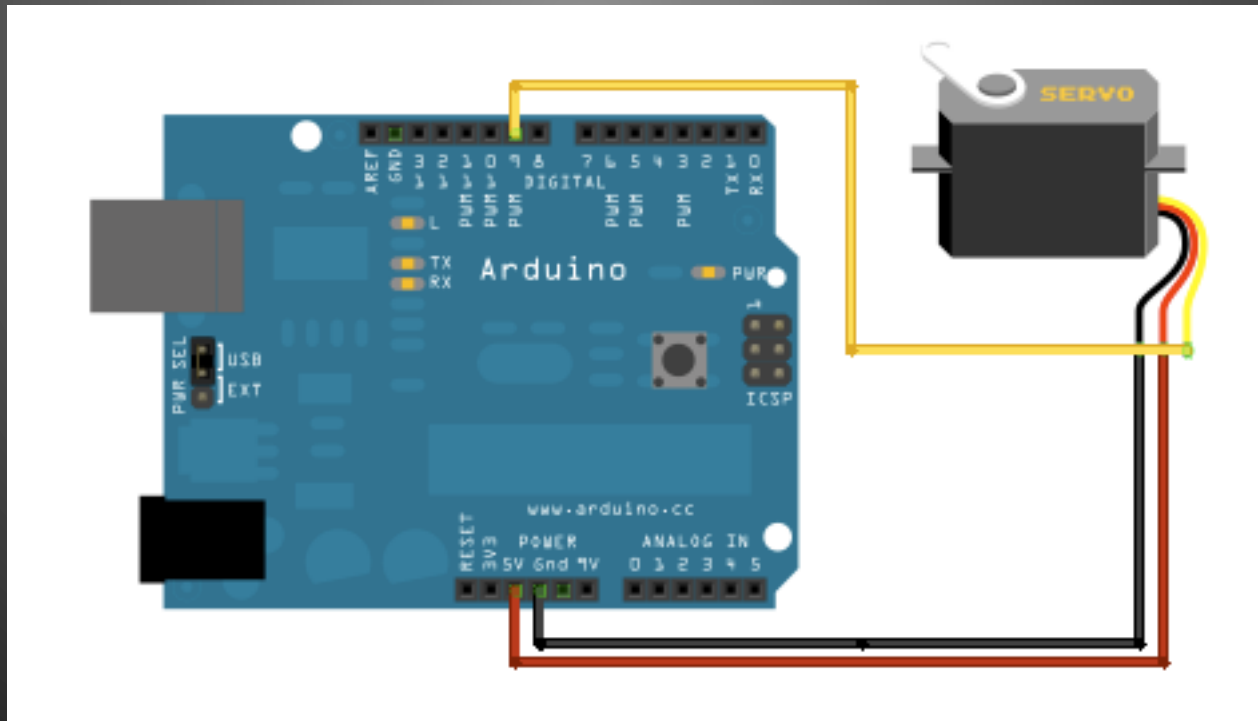 SERVO
AREF
GND
13
12
11
10
9
8
7
6
5
4
3
2
1
0
TX
RX
DIGITAL
PWM
PWM
PWM
PWM
PWM
PWM
L
TX
RX
Arduino
PWR
1
PWR SEL
USB
EXT
ICSP
www.arduino.cc
POWER
ANALOG IN
RESET
3V3
5V Gnd 9V
0 1 2 3 4 5